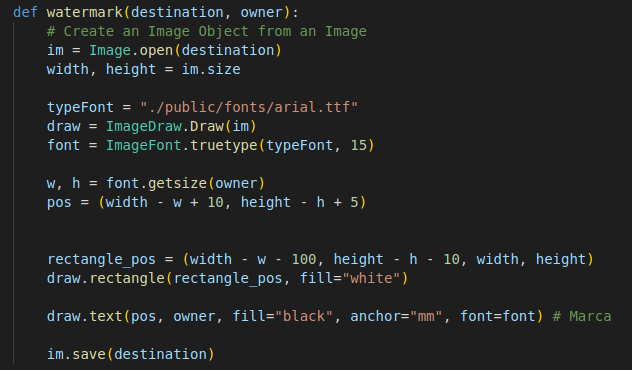 def watermark(destination, owner):
# Create an Image Object from an Image
im = Image.open(destination)
width, height = im.size
typeFont = "./public/fonts/arial.ttf"
draw = ImageDraw.Draw(im)
font = ImageFont.truetype(typeFont, 15)
w, h = font.getsize(owner)
pos = (width - w + 10, height - h + 5)
rectangle_pos = (width - w - 100, height - h - 10, width, height)
draw.rectangle(rectangle_pos, fill="white")
draw.text(pos, owner, fill="black", anchor="mm", font=font) # Marca
im.save(destination)